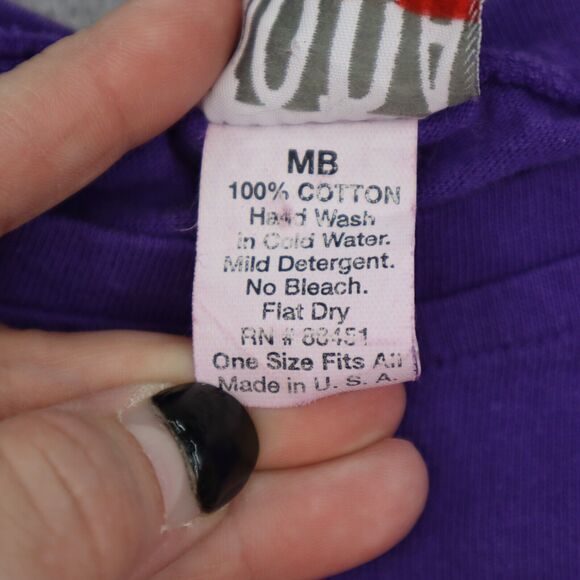 MB
100% COTTON
Hand Wash
in Cold Water.
Mild Detergent.
No Bleach.
Flat Dry
RN #
One Size Fits All
Made in U. S. A.